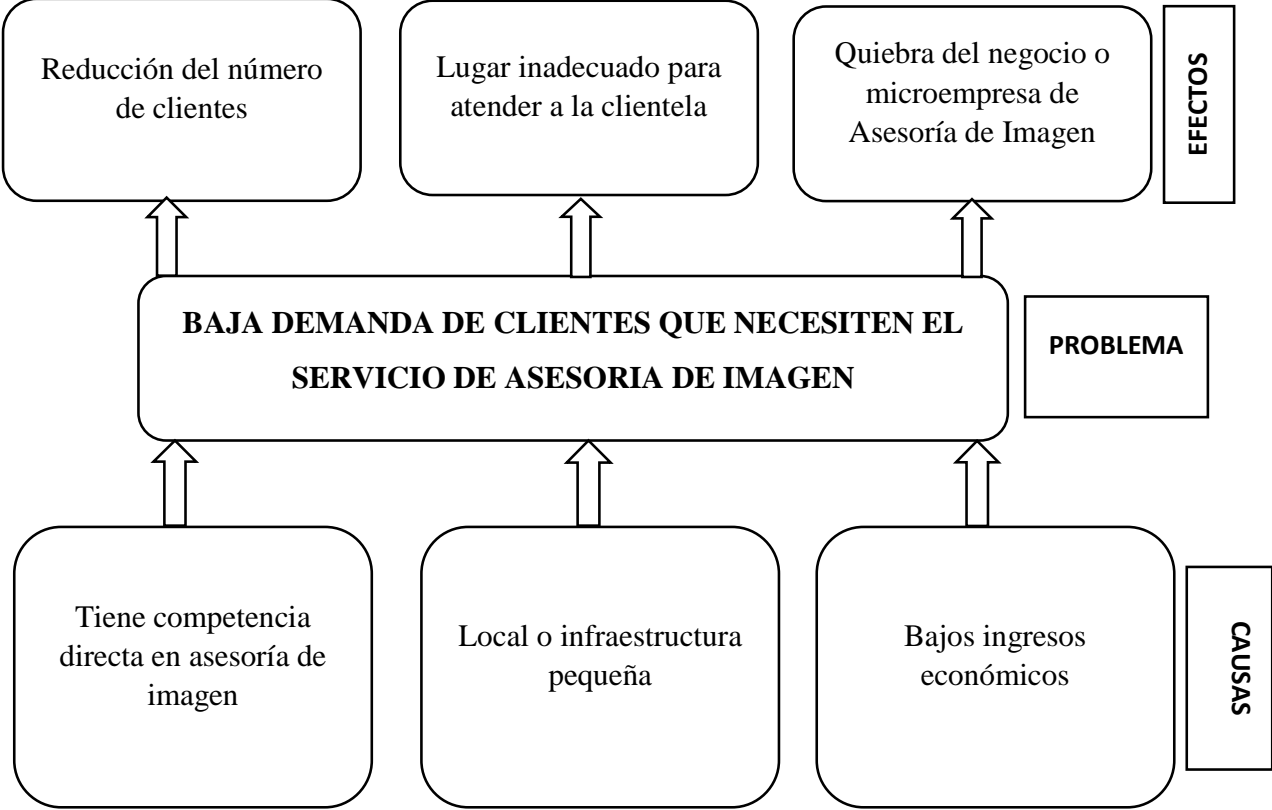 Reducción del número
de clientes
Lugar inadecuado para
atender a la clientela
Quiebra del negocio o
microempresa de
Asesoría de Imagen
EFECTOS
BAJA DEMANDA DE CLIENTES QUE NECESITEN EL
SERVICIO DE ASESORIA DE IMAGEN
PROBLEMA
Tiene competencia
directa en asesoría de
imagen
Local o infraestructura
pequeña
Bajos ingresos
económicos
CAUSAS